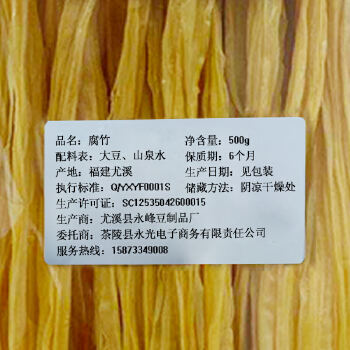 品名：腐竹 净含量：500g
配料表：大豆、山泉水 保质期：6个月
产地：福建尤溪 生产日期：见包装
执行标准：Q/YXYF0001S 储藏方法：阴凉干燥处
生产许可证：SC12535042600015
生产商：尤溪县永峰豆制品厂
委托商：茶陵县永光电子商务有限责任公司
服务热线：15873349008